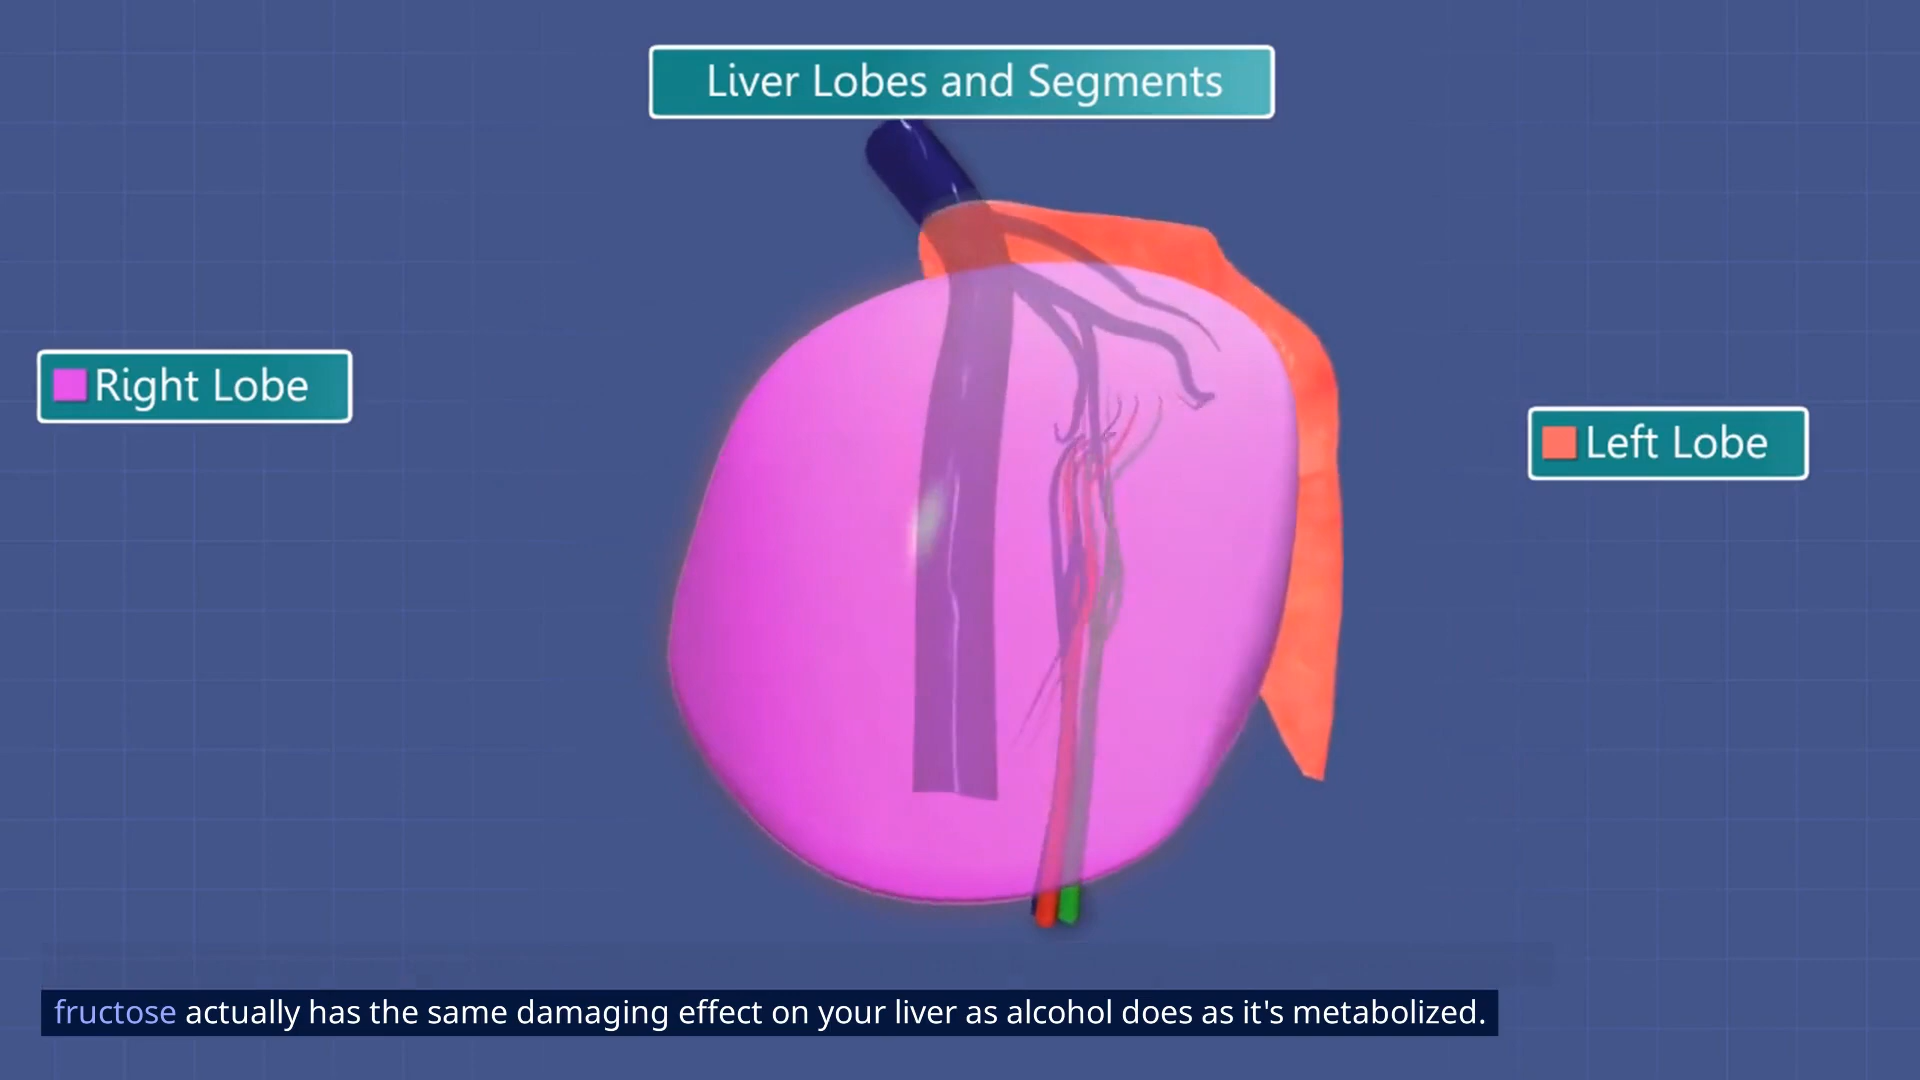 Liver Lobes and Segments
Right Lobe
Left Lobe
fructose actually has the same damaging effect on your liver as alcohol does as it's metabolized.